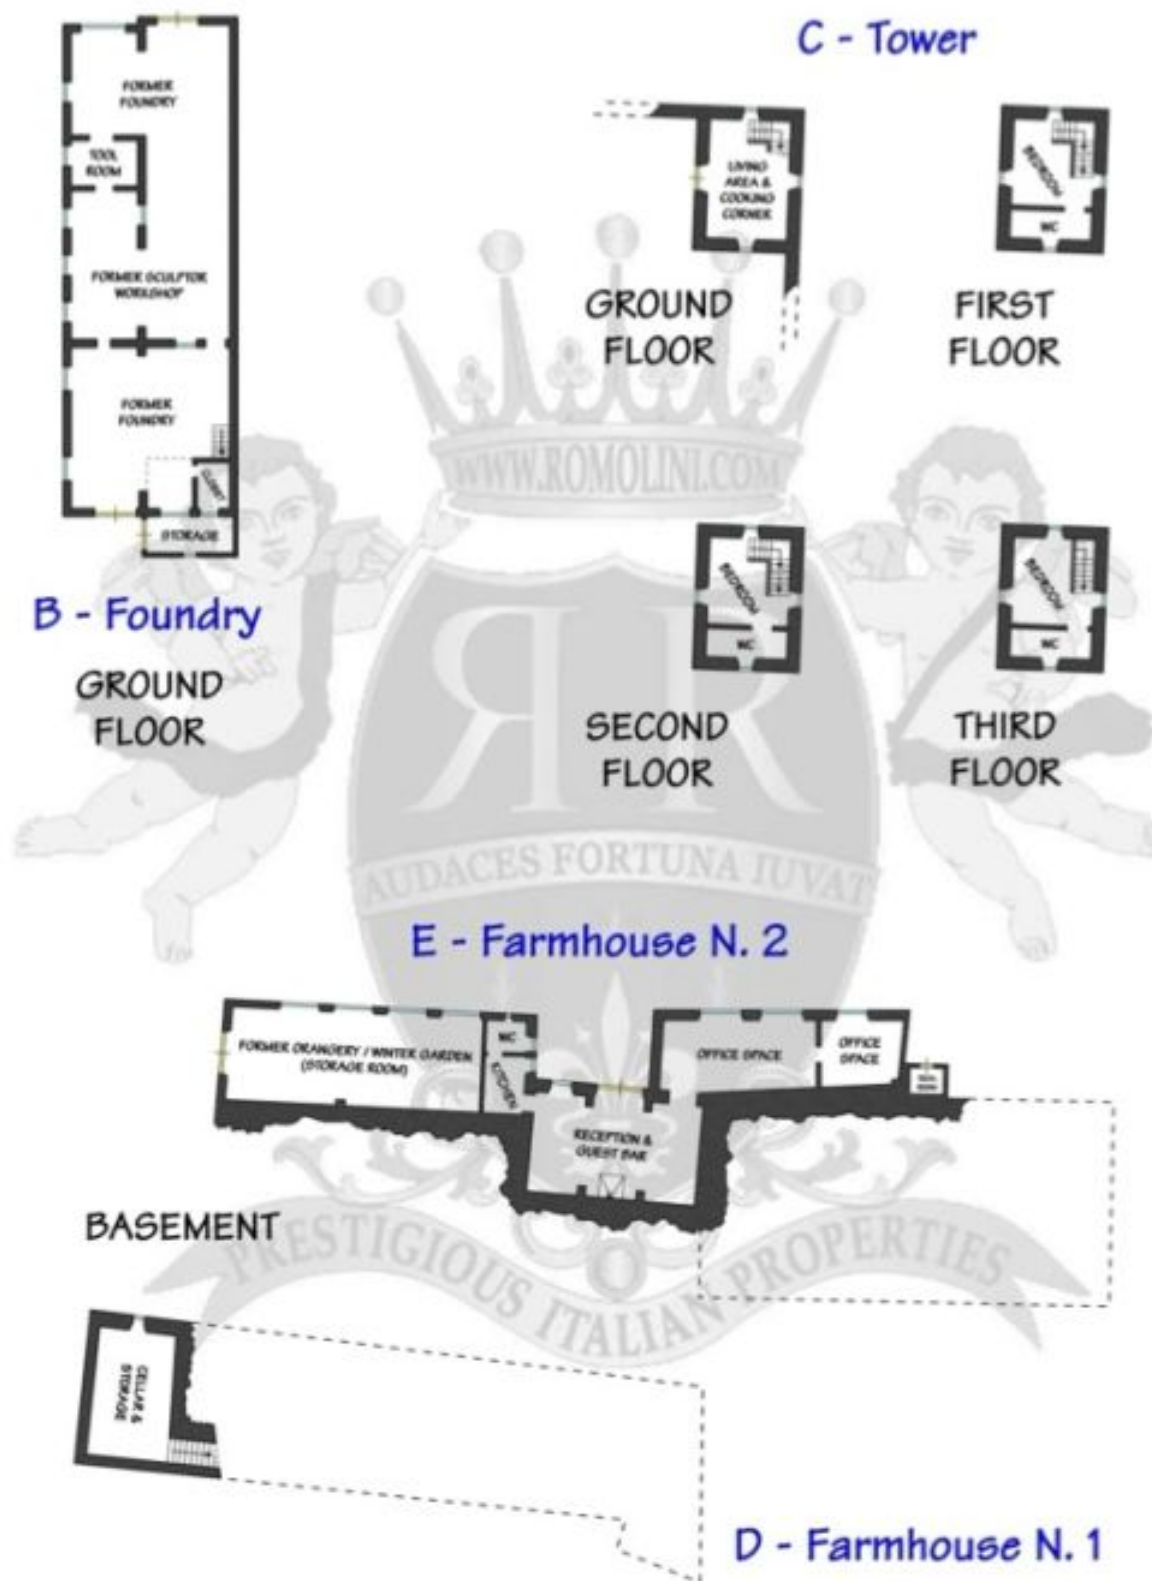 C - Tower
FORMER
FOUNDRY
TOOL
ROOM
FORMER SCULPTOR
WORKSHOP
FORMER
FOUNDRY
CLOSET
STORAGE
B - Foundry
GROUND
FLOOR
LIVING
AREA &
COOKING
CORNER
GROUND
FLOOR
BEDROOM
WC
FIRST
FLOOR
WWW.ROMOLINI.COM
BEDROOM
WC
SECOND
FLOOR
BEDROOM
WC
THIRD
FLOOR
RR
AUDACES FORTUNA IUVAT
E - Farmhouse N. 2
FORMER ORANGERY / WINTER GARDEN
(STORAGE ROOM)
WC
KITCHEN
RECEPTION &
GUEST BAR
OFFICE SPACE
OFFICE
SPACE
ROOM
BASEMENT
PRESTIGIOUS ITALIAN PROPERTIES
CELLAR &
STORAGE
D - Farmhouse N. 1